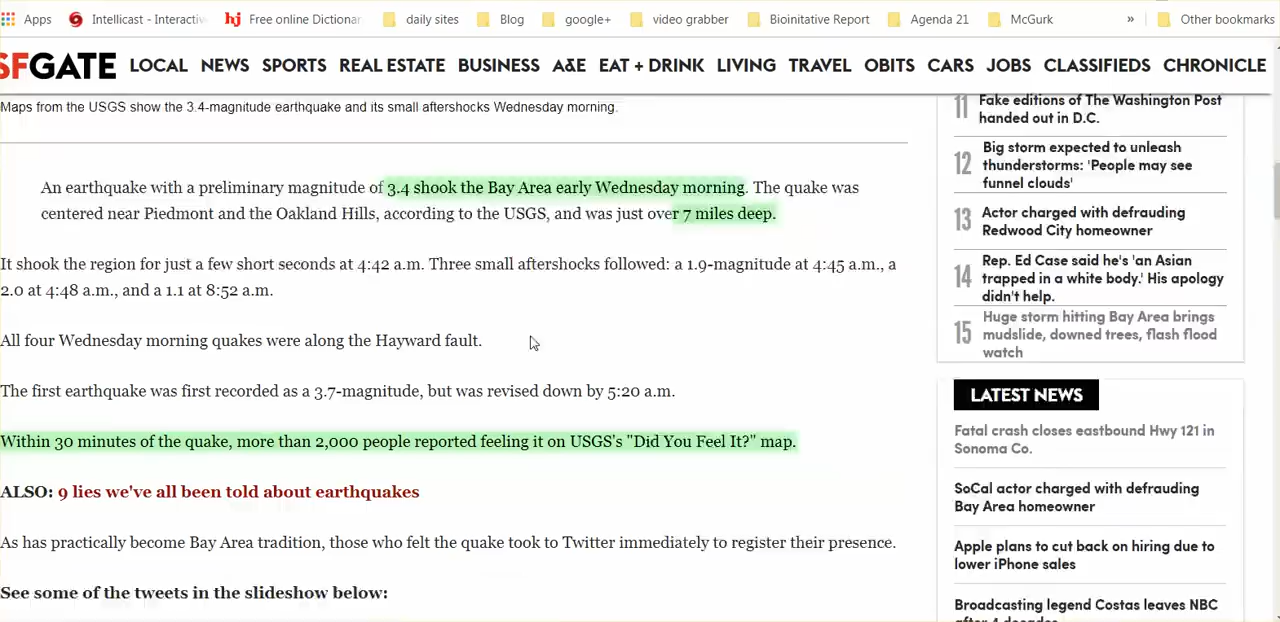 Apps Intellicast - Interactiv Free online Dictionar daily sites Blog google+ video grabber Bioinitative Report Agenda 21 McGurk » Other bookmarks
SFGATE LOCAL NEWS SPORTS REAL ESTATE BUSINESS A&E EAT + DRINK LIVING TRAVEL OBITS CARS JOBS CLASSIFIEDS CHRONICLE
Maps from the USGS show the 3.4-magnitude earthquake and its small aftershocks Wednesday morning.
An earthquake with a preliminary magnitude of 3.4 shook the Bay Area early Wednesday morning. The quake was
centered near Piedmont and the Oakland Hills, according to the USGS, and was just over 7 miles deep.
It shook the region for just a few short seconds at 4:42 a.m. Three small aftershocks followed: a 1.9-magnitude at 4:45 a.m., a
2.0 at 4:48 a.m., and a 1.1 at 8:52 a.m.
All four Wednesday morning quakes were along the Hayward fault.
The first earthquake was first recorded as a 3.7-magnitude, but was revised down by 5:20 a.m.
Within 30 minutes of the quake, more than 2,000 people reported feeling it on USGS's "Did You Feel It?" map.
ALSO: 9 lies we've all been told about earthquakes
As has practically become Bay Area tradition, those who felt the quake took to Twitter immediately to register their presence.
See some of the tweets in the slideshow below:
11 Fake editions of The Washington Post
handed out in D.C.
12 Big storm expected to unleash
thunderstorms: 'People may see
funnel clouds'
13 Actor charged with defrauding
Redwood City homeowner
14 Rep. Ed Case said he's 'an Asian
trapped in a white body.' His apology
didn't help.
15 Huge storm hitting Bay Area brings
mudslide, downed trees, flash flood
watch
LATEST NEWS
Fatal crash closes eastbound Hwy 121 in
Sonoma Co.
SoCal actor charged with defrauding
Bay Area homeowner
Apple plans to cut back on hiring due to
lower iPhone sales
Broadcasting legend Costas leaves NBC
after 4 decades